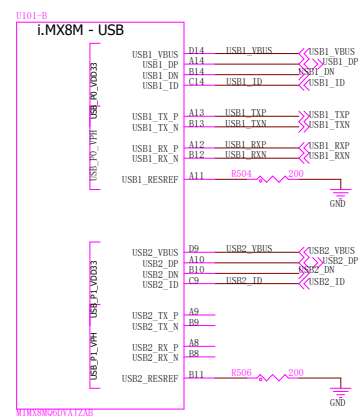 U101-B
i.MX8M - USB
USB1_VBUS D14 USB1_VBUS USB1_VBUS
USB1_DP A14 USB1_DP
USB1_DN B14 USB1_DN
USB1_ID C14 USB1_ID USB1_ID
USB_P0_VDD33
USB1_TX_P A13 USB1_TXP USB1_TXP
USB1_TX_N B13 USB1_TXN USB1_TXN
USB_P0_VPH
USB1_RX_P A12 USB1_RXP USB1_RXP
USB1_RX_N B12 USB1_RXN USB1_RXN
USB1_RESREF A11 R504 200
GND
USB2_VBUS D9 USB2_VBUS USB2_VBUS
USB2_DP A10 USB2_DP
USB2_DN B10 USB2_DN
USB2_ID C9 USB2_ID USB2_ID
USB_P1_VDD33
USB2_TX_P A9
USB2_TX_N B9
USB_P1_VPH
USB2_RX_P A8
USB2_RX_N B8
USB2_RESREF B11 R506 200
GND
MIMX8MQ6DVAJZAB